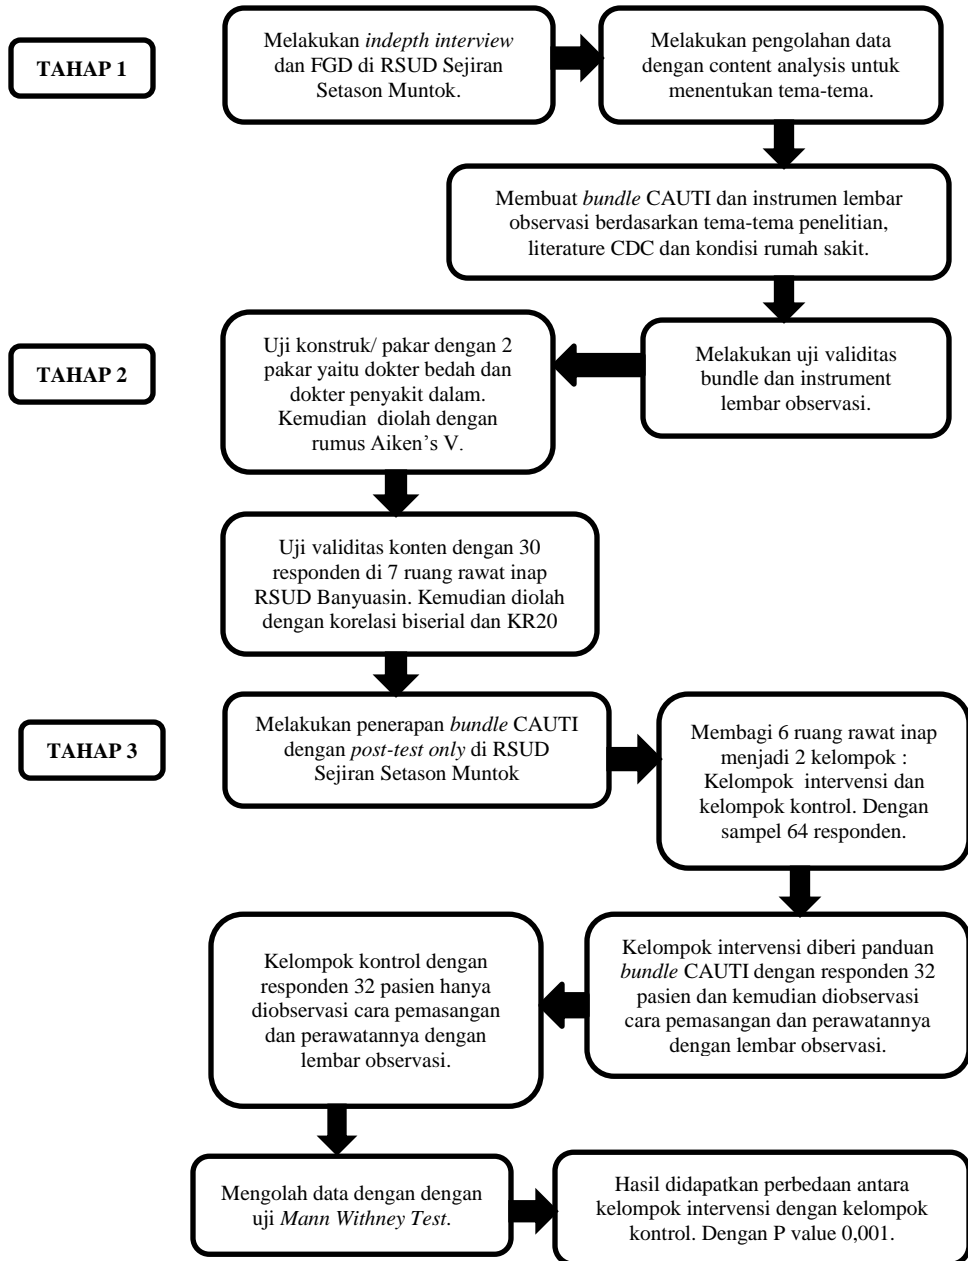 TAHAP 1
Melakukan indepth interview
dan FGD di RSUD Sejiran
Setason Muntok.
Melakukan pengolahan data
dengan content analysis untuk
menentukan tema-tema.
Membuat bundle CAUTI dan instrumen lembar
observasi berdasarkan tema-tema penelitian,
literature CDC dan kondisi rumah sakit.
TAHAP 2
Melakukan uji validitas
bundle dan instrument
lembar observasi.
Uji konstruk/ pakar dengan 2
pakar yaitu dokter bedah dan
dokter penyakit dalam.
Kemudian diolah dengan
rumus Aiken’s V.
Uji validitas konten dengan 30
responden di 7 ruang rawat inap
RSUD Banyuasin. Kemudian diolah
dengan korelasi biserial dan KR20
TAHAP 3
Melakukan penerapan bundle CAUTI
dengan post-test only di RSUD
Sejiran Setason Muntok
Membagi 6 ruang rawat inap
menjadi 2 kelompok :
Kelompok intervensi dan
kelompok kontrol. Dengan
sampel 64 responden.
Kelompok intervensi diberi panduan
bundle CAUTI dengan responden 32
pasien dan kemudian diobservasi
cara pemasangan dan perawatannya
dengan lembar observasi.
Kelompok kontrol dengan
responden 32 pasien hanya
diobservasi cara pemasangan
dan perawatannya dengan
lembar observasi.
Mengolah data dengan dengan
uji Mann Withney Test.
Hasil didapatkan perbedaan antara
kelompok intervensi dengan kelompok
kontrol. Dengan P value 0,001.